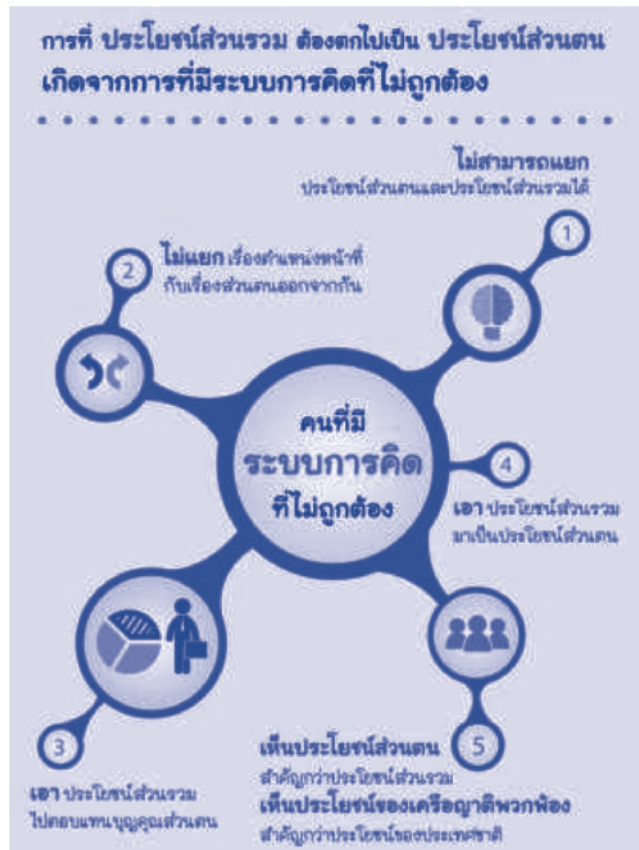 การที่ ประโยชน์ส่วนรวม ต้องตกไปเป็น ประโยชน์ส่วนตน
เกิดจากการที่มีระบบการคิดที่ไม่ถูกต้อง
ไม่สามารถแยก
ประโยชน์ส่วนตนและประโยชน์ส่วนรวมได้
1
2
ไม่แยก เรื่องตำแหน่งหน้าที่
กับเรื่องส่วนตนออกจากกัน
คนที่มี
ระบบการคิด
ที่ไม่ถูกต้อง
4
เอา ประโยชน์ส่วนรวม
มาเป็นประโยชน์ส่วนตน
3
เอา ประโยชน์ส่วนรวม
ไปตอบแทนบุญคุณส่วนตน
5
เห็นประโยชน์ส่วนตน
สำคัญกว่าประโยชน์ส่วนรวม
เห็นประโยชน์ของเครือญาติพวกพ้อง
สำคัญกว่าประโยชน์ของประเทศชาติ